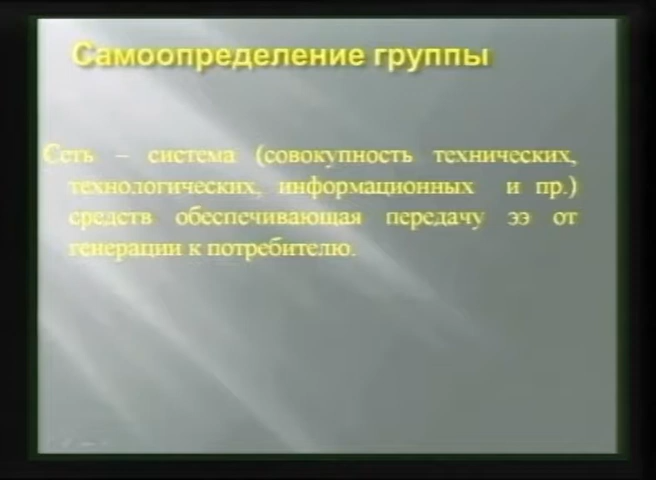 Самоопределение группы
Сеть – система (совокупность технических,
технологических, информационных и пр.)
средств обеспечивающая передачу ээ от
генерации к потребителю.